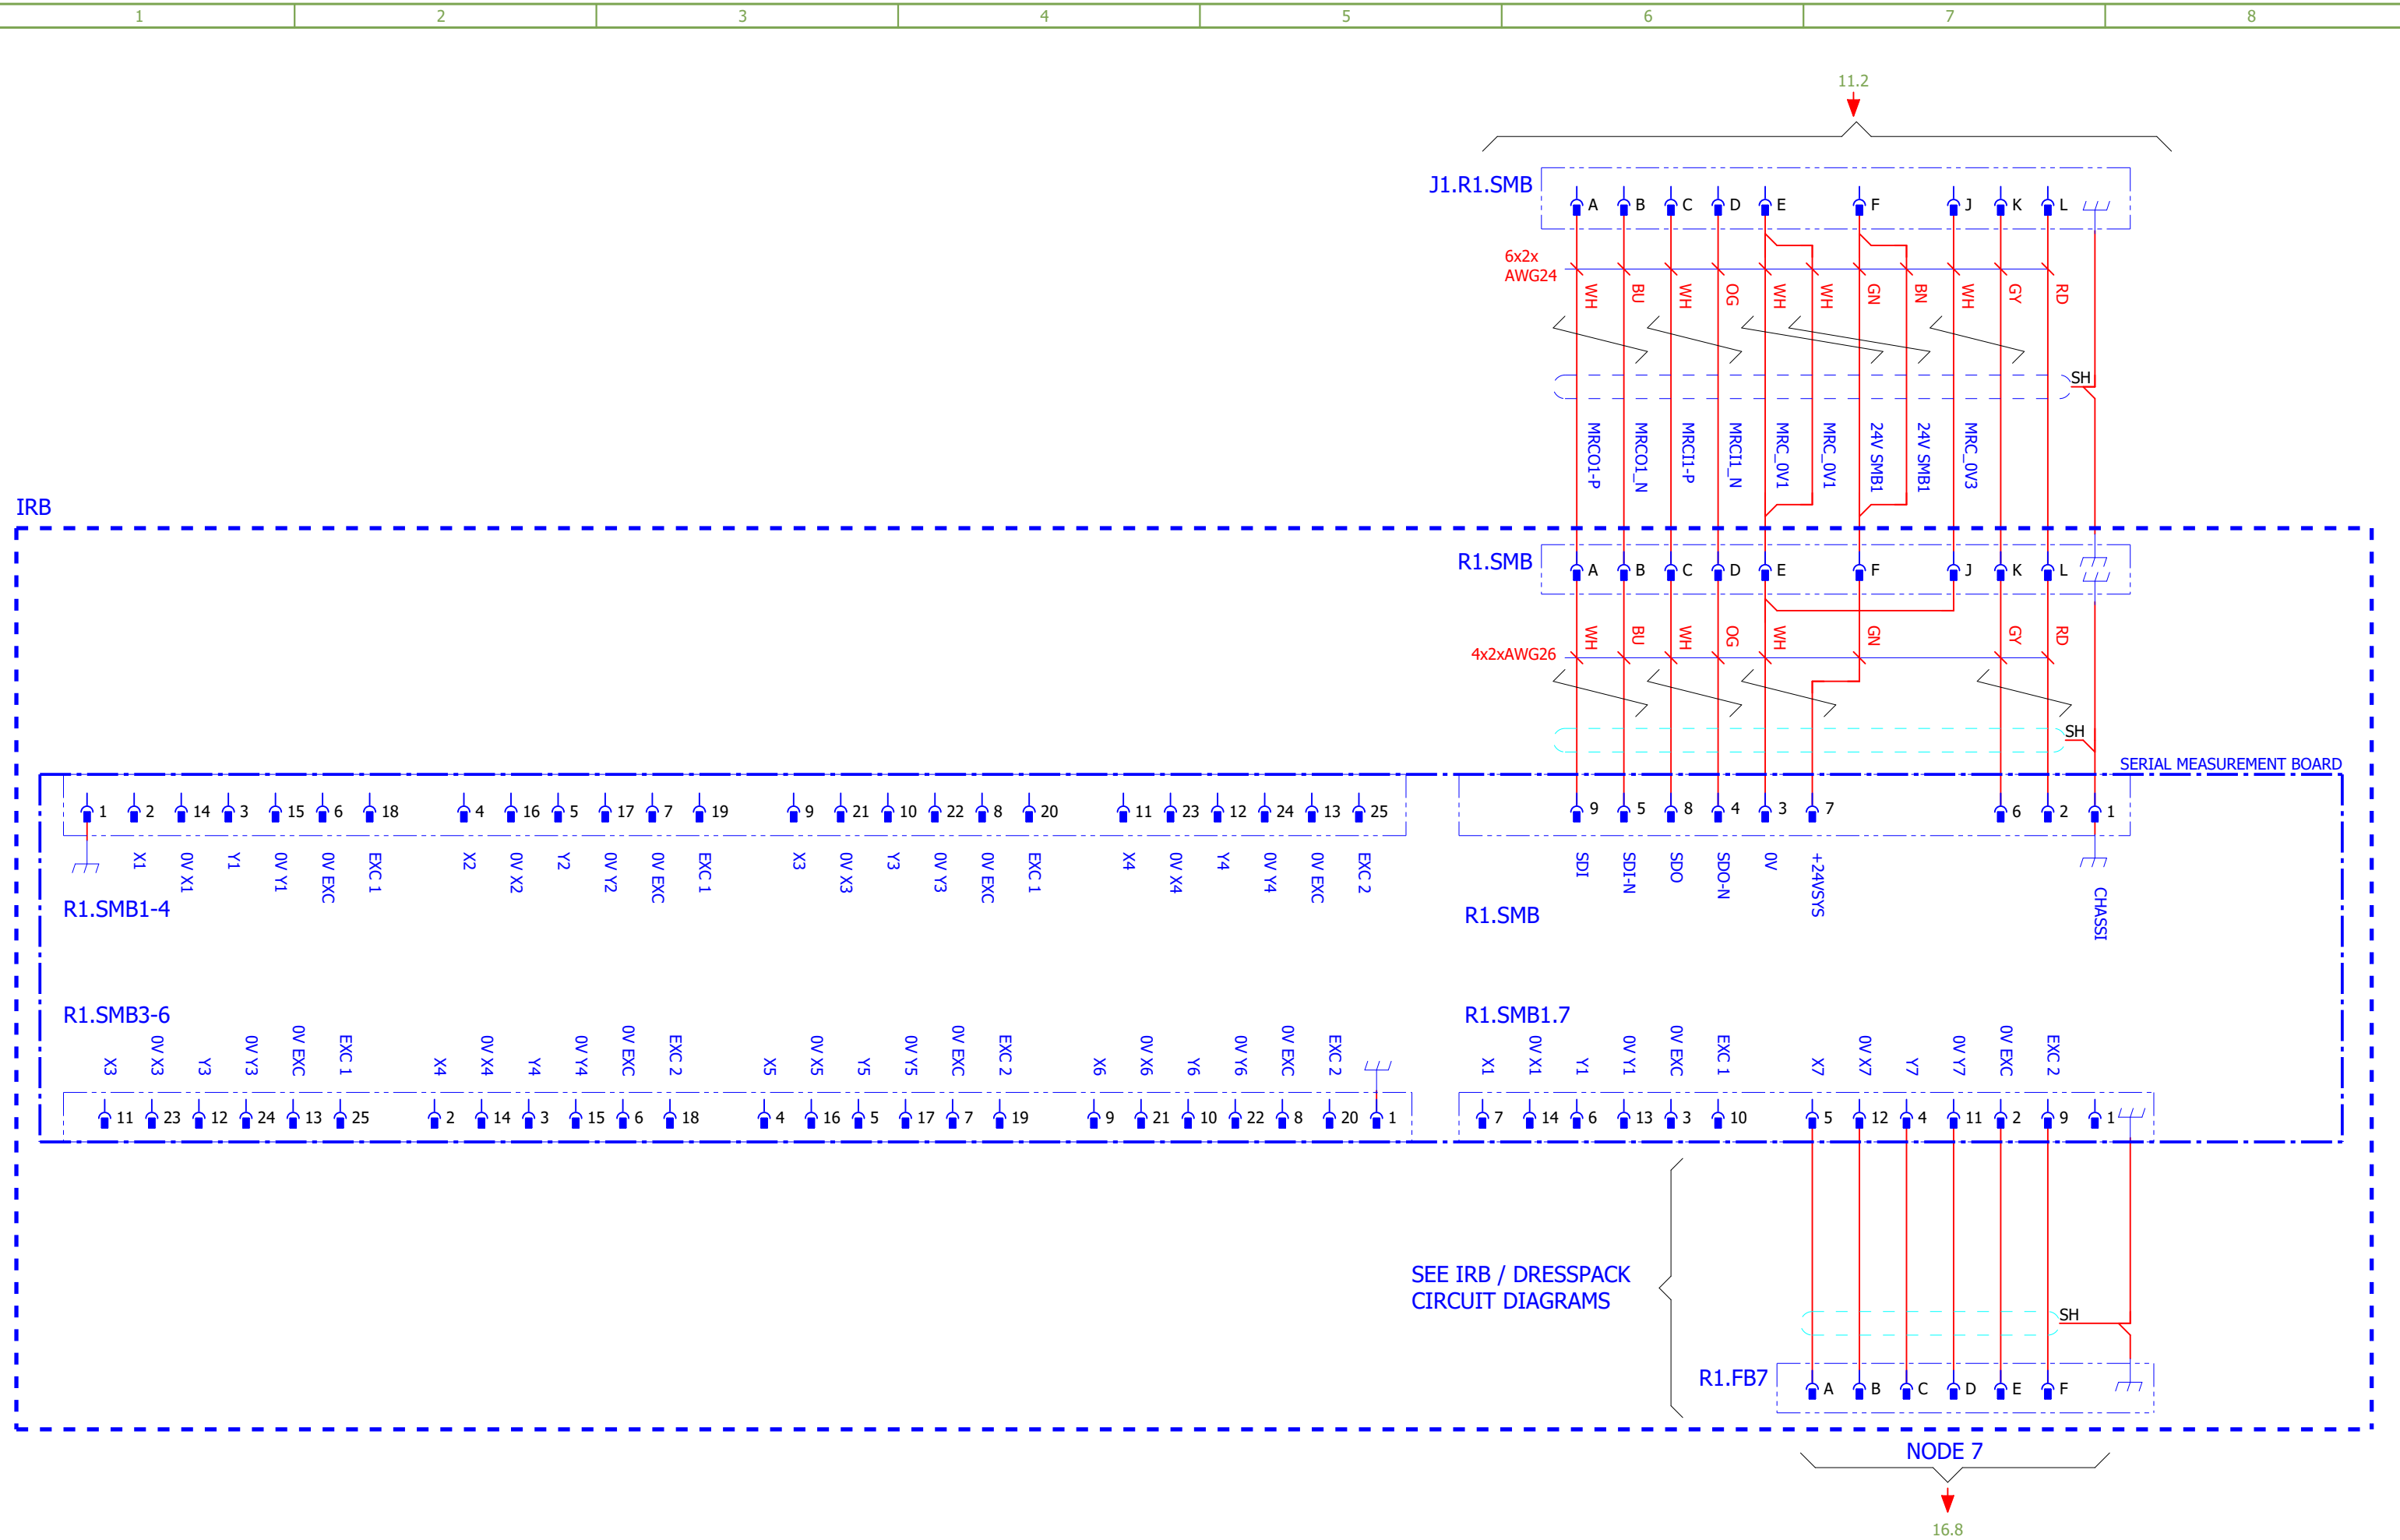 1 2 3 4 5 6 7 8
11.2
J1.R1.SMB
A B C D E F J K L
6x2x
AWG24
WH BU WH OG WH WH GN BN WH GY RD
SH
MRCO1-P MRCO1_N MRCI1-P MRCI1_N MRC_0V1 MRC_0V1 24V SMB1 24V SMB1 MRC_0V3
IRB
R1.SMB
A B C D E F J K L
WH BU WH OG WH GN GY RD
4x2xAWG26
SH
SERIAL MEASUREMENT BOARD
1 2 14 3 15 6 18 4 16 5 17 7 19 9 21 10 22 8 20 11 23 12 24 13 25
9 5 8 4 3 7 6 2 1
X1 0V X1 Y1 0V Y1 0V EXC EXC 1 X2 0V X2 Y2 0V Y2 0V EXC EXC 1 X3 0V X3 Y3 0V Y3 0V EXC EXC 1 X4 0V X4 Y4 0V Y4 0V EXC EXC 2
SDI SDI-N SDO SDO-N 0V +24VSYS CHASSI
R1.SMB1-4
R1.SMB
R1.SMB3-6
R1.SMB1.7
X3 0V X3 Y3 0V Y3 0V EXC EXC 1 X4 0V X4 Y4 0V Y4 0V EXC EXC 2 X5 0V X5 Y5 0V Y5 0V EXC EXC 2 X6 0V X6 Y6 0V Y6 0V EXC EXC 2
X1 0V X1 Y1 0V Y1 0V EXC EXC 1 X7 0V X7 Y7 0V Y7 0V EXC EXC 2
11 23 12 24 13 25 2 14 3 15 6 18 4 16 5 17 7 19 9 21 10 22 8 20 1
7 14 6 13 3 10 5 12 4 11 2 9 1
SEE IRB / DRESSPACK
CIRCUIT DIAGRAMS
SH
R1.FB7
A B C D E F
NODE 7
16.8